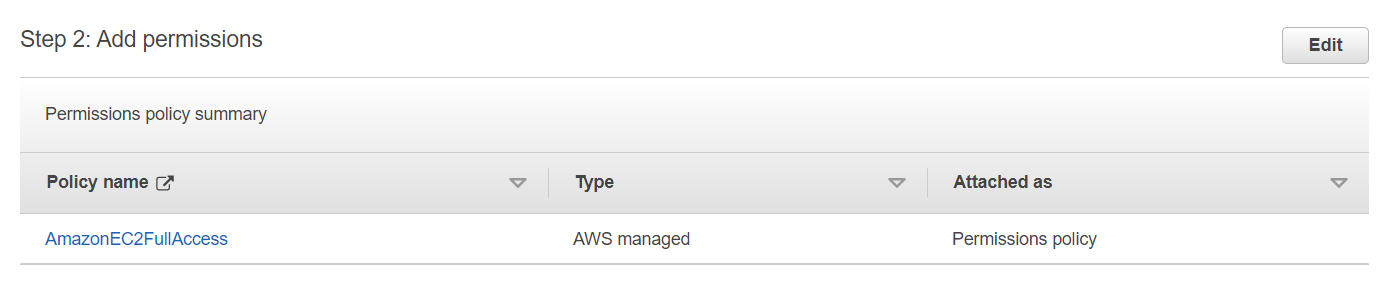 Step 2: Add permissions
Edit
Permissions policy summary
Policy name Type Attached as
AmazonEC2FullAccess AWS managed Permissions policy